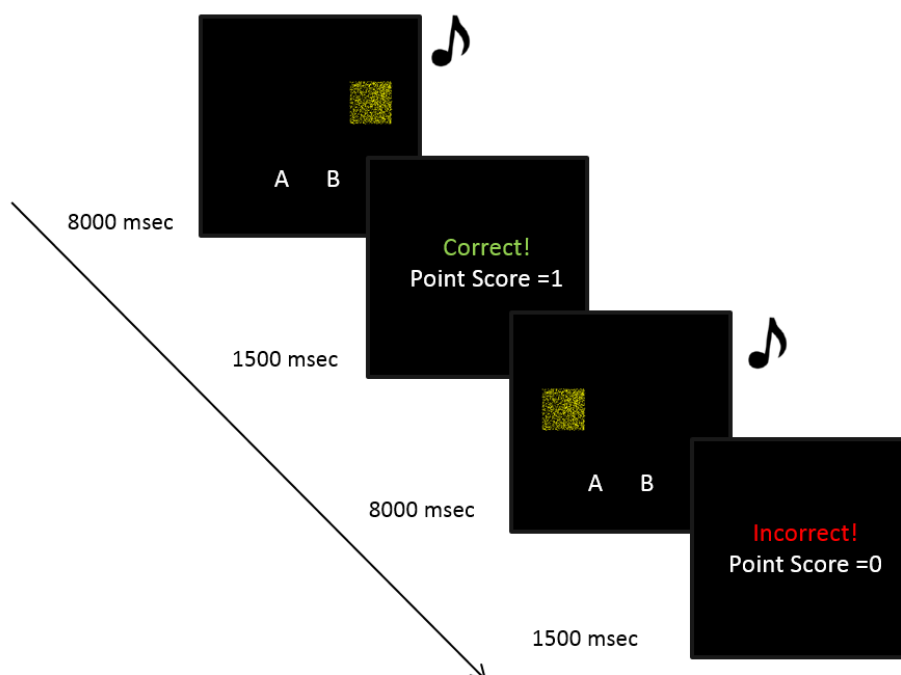 A B
8000 msec
Correct!
Point Score =1
1500 msec
A B
8000 msec
Incorrect!
Point Score =0
1500 msec